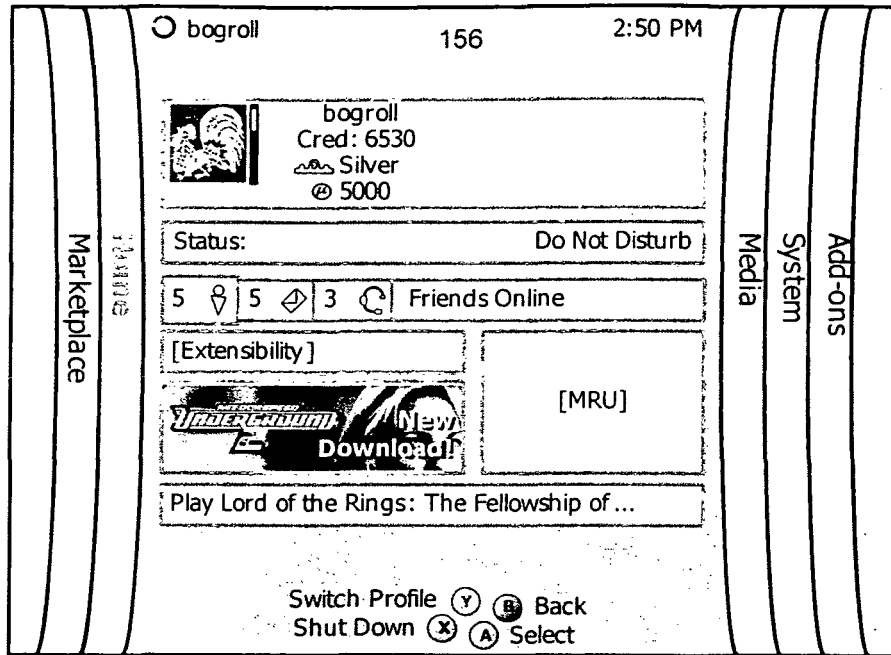 bogroll
156
2:50 PM
bogroll
Cred: 6530
Silver
5000
Status:
Do Not Disturb
5 5 3 Friends Online
[Extensibility]
UNDERGROUND
2
New
Download!
[MRU]
Play Lord of the Rings: The Fellowship of ...
Switch Profile Y B Back
Shut Down X A Select
Marketplace
Home
Media
System
Add-ons